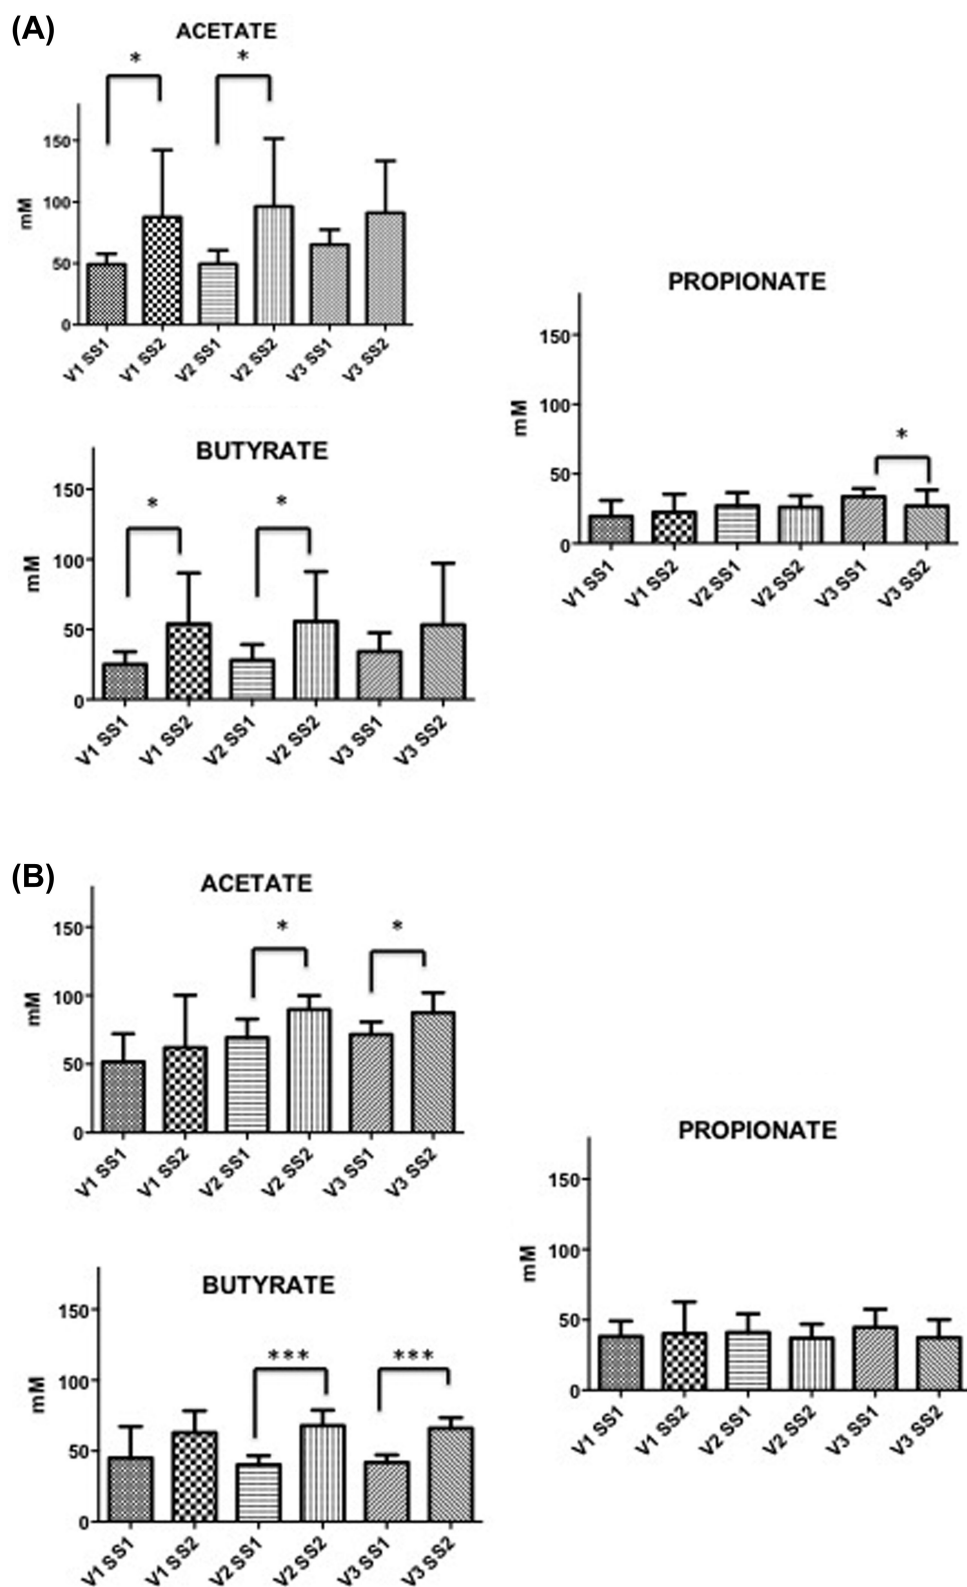 (A)
ACETATE
*
*
150
100
50
0
mM
V1 SS1
V1 SS2
V2 SS1
V2 SS2
V3 SS1
V3 SS2
BUTYRATE
*
*
150
100
50
0
mM
V1 SS1
V1 SS2
V2 SS1
V2 SS2
V3 SS1
V3 SS2
PROPIONATE
*
150
100
50
0
mM
V1 SS1
V1 SS2
V2 SS1
V2 SS2
V3 SS1
V3 SS2
(B)
ACETATE
*
*
150
100
50
0
mM
V1 SS1
V1 SS2
V2 SS1
V2 SS2
V3 SS1
V3 SS2
BUTYRATE
***
***
150
100
50
0
mM
V1 SS1
V1 SS2
V2 SS1
V2 SS2
V3 SS1
V3 SS2
PROPIONATE
150
100
50
0
mM
V1 SS1
V1 SS2
V2 SS1
V2 SS2
V3 SS1
V3 SS2